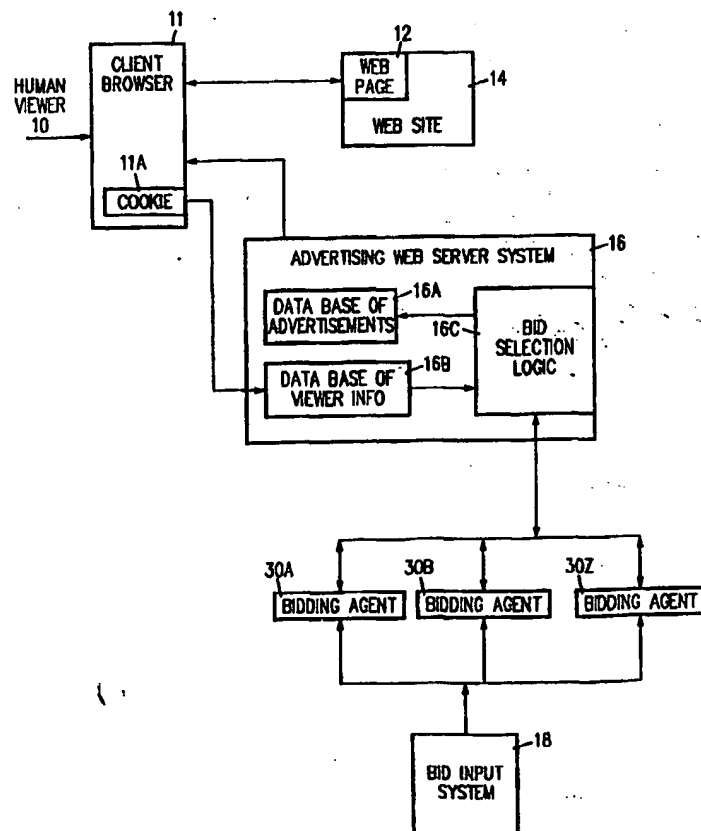 11
CLIENT
BROWSER
HUMAN
VIEWER
10
11A
COOKIE
12
WEB
PAGE
14
WEB SITE
ADVERTISING WEB SERVER SYSTEM
16
16A
DATA BASE OF
ADVERTISEMENTS
16B
DATA BASE OF
VIEWER INFO
16C
BID
SELECTION
LOGIC
30A
BIDDING AGENT
30B
BIDDING AGENT
30Z
BIDDING AGENT
18
BID INPUT
SYSTEM